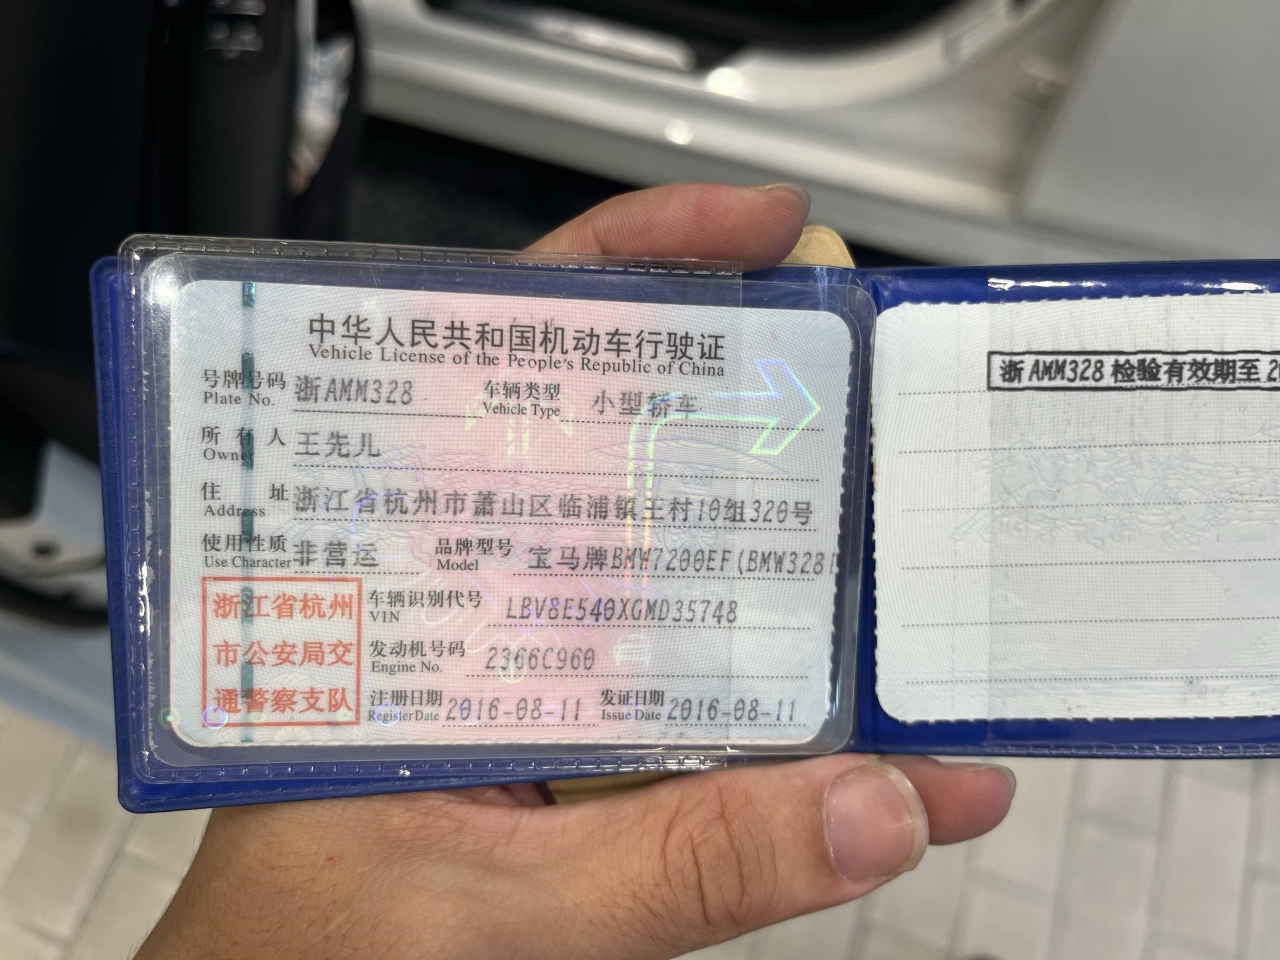 中华人民共和国机动车行驶证
Vehicle License of the People's Republic of China
号牌号码 浙AMM328 车辆类型 小型轿车
Plate No. Vehicle Type
所有人 王先儿
Owner
住址 浙江省杭州市萧山区临浦镇王村10组320号
Address
使用性质 非营运 品牌型号 宝马牌BMW7200EF(BMW328
Use Character Model
浙江省杭州
市公安局交
通警察支队
车辆识别代号 LBV8E540XGMD35748
VIN
发动机号码 2366C960
Engine No.
注册日期 2016-08-11 发证日期 2016-08-11
Register Date Issue Date
浙AMM328 检验有效期至 2